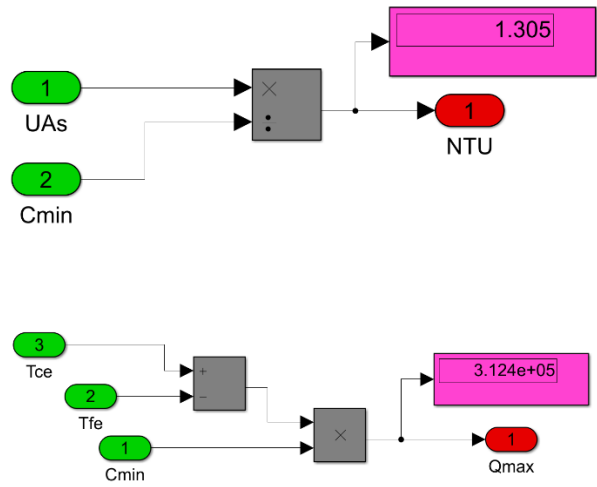 1.305
1
UAs
×
÷
1
NTU
2
Cmin
3
Tce
+
−
3.124e+05
2
Tfe
×
1
Qmax
1
Cmin